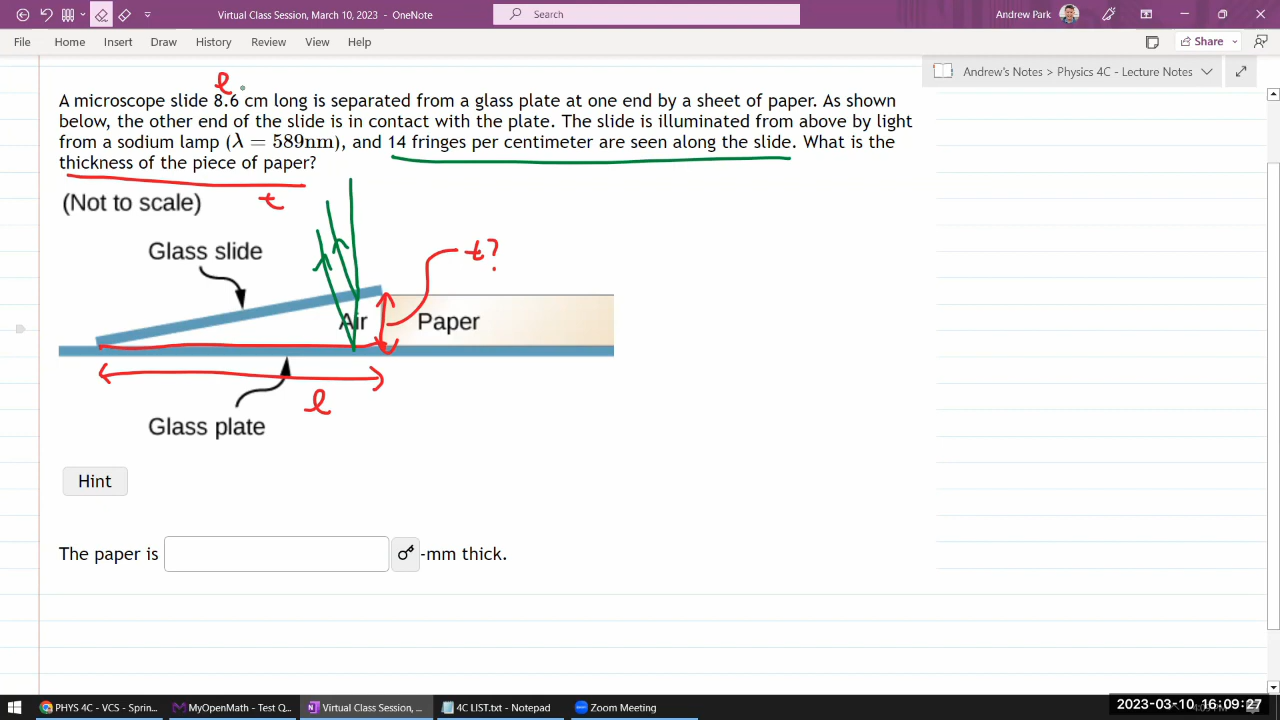 Virtual Class Session, March 10, 2023 - OneNote
Search
Andrew Park
File Home Insert Draw History Review View Help
Share
Andrew's Notes > Physics 4C - Lecture Notes
ℓ
A microscope slide 8.6 cm long is separated from a glass plate at one end by a sheet of paper. As shown
below, the other end of the slide is in contact with the plate. The slide is illuminated from above by light
from a sodium lamp (λ = 589nm), and 14 fringes per centimeter are seen along the slide. What is the
thickness of the piece of paper?
t
(Not to scale)
Glass slide
t?
Air
Paper
ℓ
Glass plate
Hint
The paper is -mm thick.
PHYS 4C - VCS - Sprin...
MyOpenMath - Test Q...
Virtual Class Session, ...
4C LIST.txt - Notepad
Zoom Meeting
2023-03-10 16:09:27